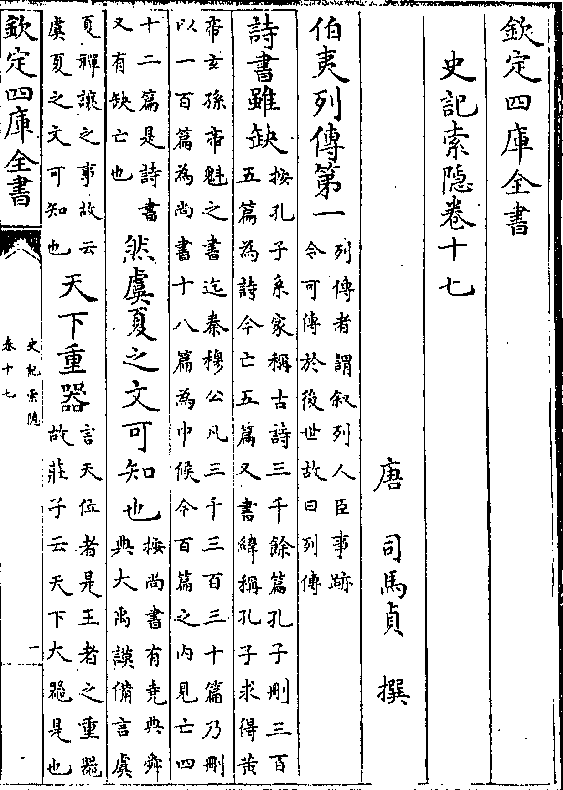 欽定四庫全書
史記索隠卷十七
唐 司馬貞 撰
伯夷列傳第一
列傳者謂叙列人臣事跡
令可傳於後世故曰列傳
詩書雖缺
按孔子系家稱古詩三千餘篇孔子刪三百
五篇為詩今亡五篇又書緯稱孔子求得黄
帝玄孫帝魁之書迄秦穆公凡三千三百三十篇乃刪
以一百篇為尚書十八篇為中候今百篇之内見亡四
十二篇是詩書
又有缺亡也
然虞夏之文可知也
按尚書有堯典舜
典大禹謨備言虞
夏禪讓之事故云
虞夏之文可知也
天下重器
言天位者是王者之重器
故莊子云天下大器是也
欽定四庫全書
史記索隠
卷十七
一